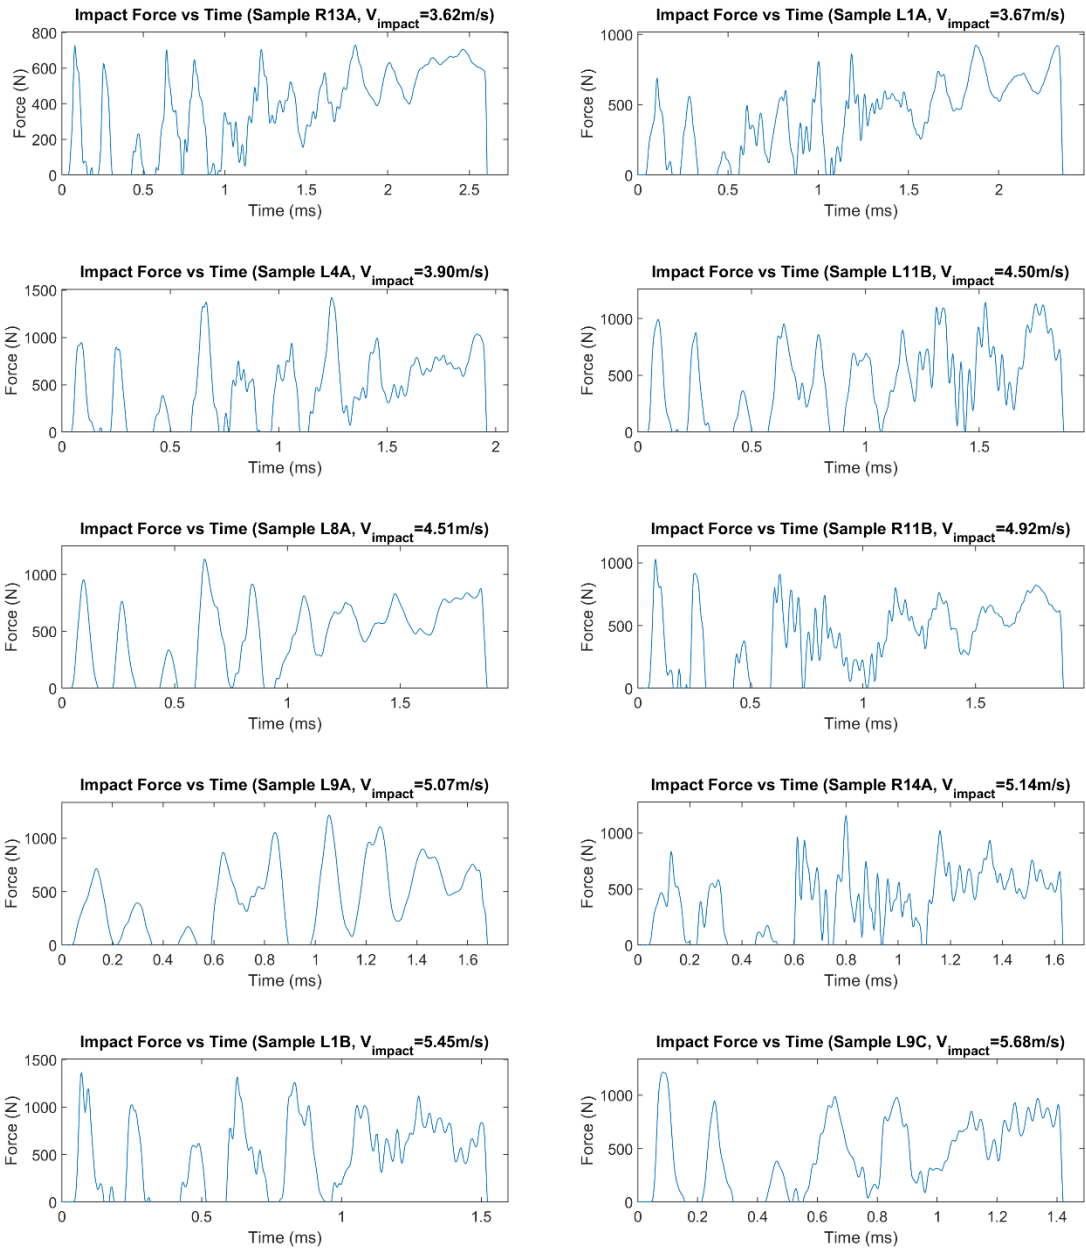 Impact Force vs Time (Sample R13A, V_impact=3.62m/s)
800
600
400
200
0
Force (N)
0 0.5 1 1.5 2 2.5
Time (ms)
Impact Force vs Time (Sample L1A, V_impact=3.67m/s)
1000
500
0
Force (N)
0 0.5 1 1.5 2
Time (ms)
Impact Force vs Time (Sample L4A, V_impact=3.90m/s)
1500
1000
500
0
Force (N)
0 0.5 1 1.5 2
Time (ms)
Impact Force vs Time (Sample L11B, V_impact=4.50m/s)
1000
500
0
Force (N)
0 0.5 1 1.5
Time (ms)
Impact Force vs Time (Sample L8A, V_impact=4.51m/s)
1000
500
0
Force (N)
0 0.5 1 1.5
Time (ms)
Impact Force vs Time (Sample R11B, V_impact=4.92m/s)
1000
500
0
Force (N)
0 0.5 1 1.5
Time (ms)
Impact Force vs Time (Sample L9A, V_impact=5.07m/s)
1000
500
0
Force (N)
0 0.2 0.4 0.6 0.8 1 1.2 1.4 1.6
Time (ms)
Impact Force vs Time (Sample R14A, V_impact=5.14m/s)
1000
500
0
Force (N)
0 0.2 0.4 0.6 0.8 1 1.2 1.4 1.6
Time (ms)
Impact Force vs Time (Sample L1B, V_impact=5.45m/s)
1500
1000
500
0
Force (N)
0 0.5 1 1.5
Time (ms)
Impact Force vs Time (Sample L9C, V_impact=5.68m/s)
1000
500
0
Force (N)
0 0.2 0.4 0.6 0.8 1 1.2 1.4
Time (ms)